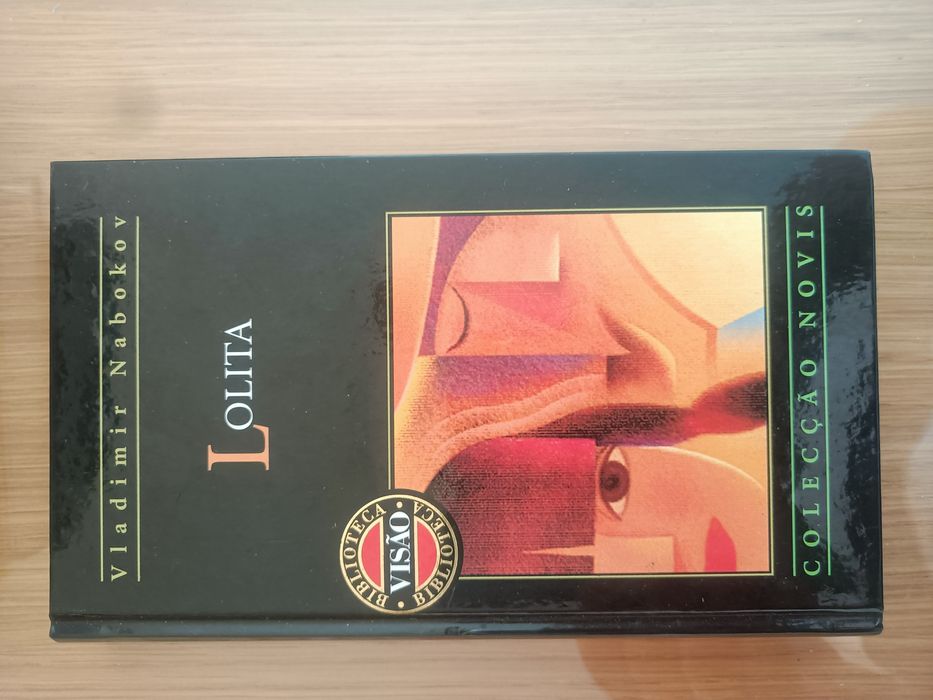 Vladimir Nabokov
LOLITA
BIBLIOTECA
VISÃO
BIBLIOTECA
COLECÇÃO NOVIS